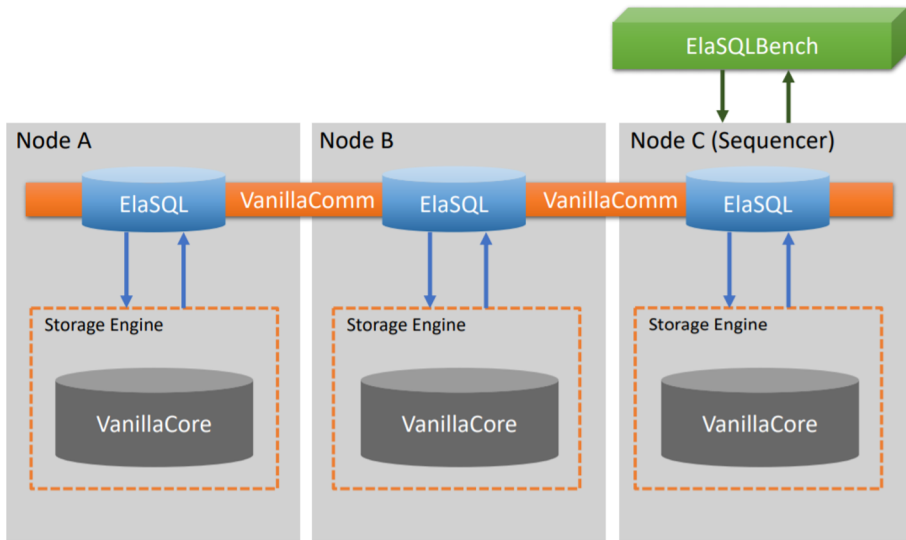 ElaSQLBench
Node A
Node B
Node C (Sequencer)
ElaSQL
VanillaComm
ElaSQL
VanillaComm
ElaSQL
Storage Engine
Storage Engine
Storage Engine
VanillaCore
VanillaCore
VanillaCore